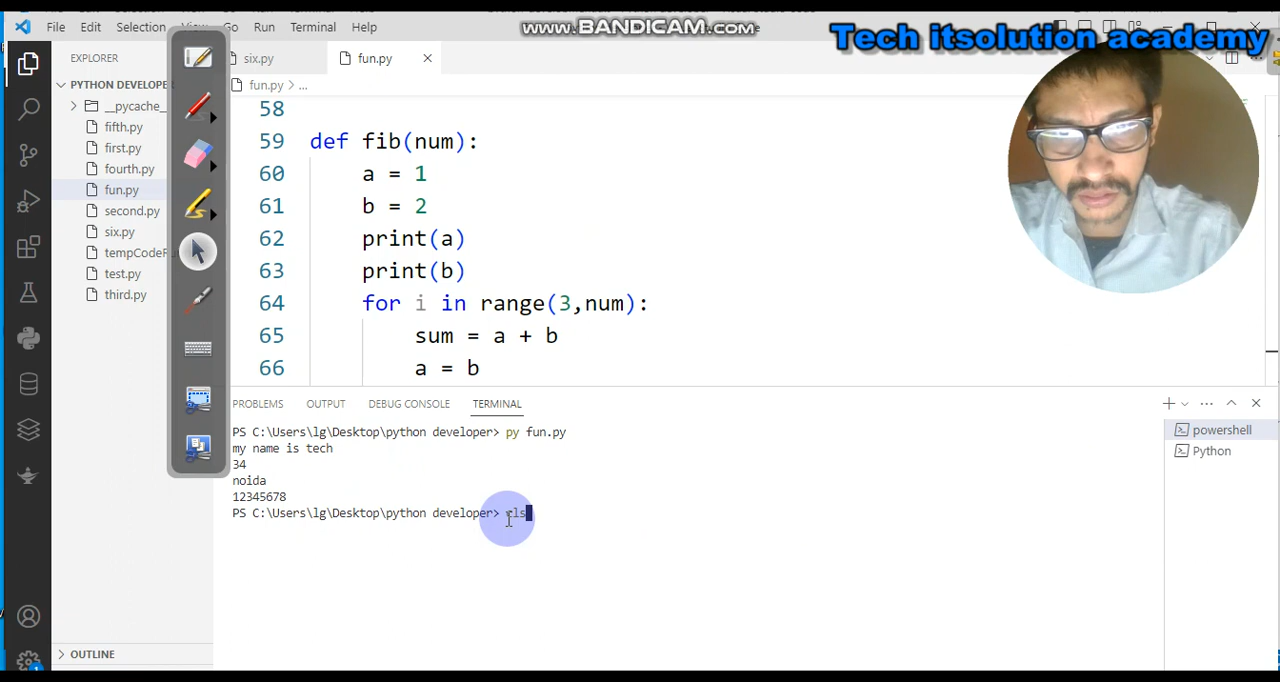 File Edit Selection View Go Run Terminal Help
www.BANDICAM.com
Tech itsolution academy
EXPLORER
six.py
fun.py
PYTHON DEVELOPE
fun.py > ...
__pycache_
fifth.py
first.py
fourth.py
fun.py
second.py
six.py
tempCodeRu
test.py
third.py
58
59 def fib(num):
60 a = 1
61 b = 2
62 print(a)
63 print(b)
64 for i in range(3,num):
65 sum = a + b
66 a = b
PROBLEMS OUTPUT DEBUG CONSOLE TERMINAL
powershell
Python
PS C:\Users\lg\Desktop\python developer> py fun.py
my name is tech
34
noida
12345678
PS C:\Users\lg\Desktop\python developer> cls
OUTLINE
1